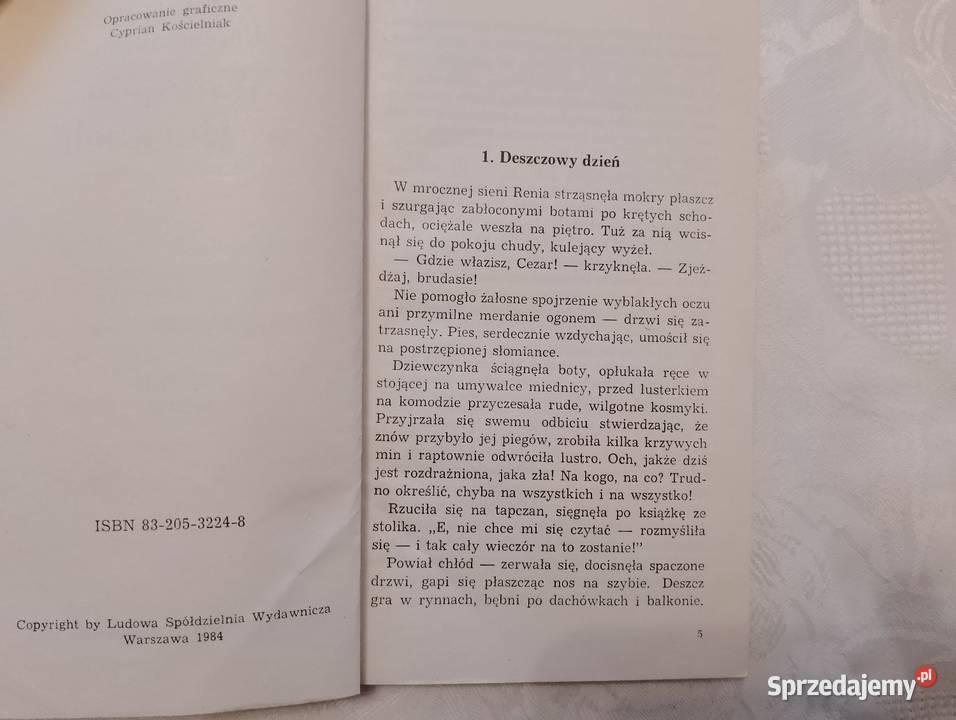 Opracowanie graficzne
Cyprian Kościelniak
ISBN 83-205-3224-8
Copyright by Ludowa Spółdzielnia Wydawnicza
Warszawa 1984
1. Deszczowy dzień
W mrocznej sieni Renia strząsnęła mokry płaszcz
i szurgając zabłoconymi botami po krętych scho-
dach, ociężale weszła na piętro. Tuż za nią wcis-
nął się do pokoju chudy, kulejący wyżeł.
— Gdzie włazisz, Cezar! — krzyknęła. — Zjeż-
dżaj, brudasie!
Nie pomogło żałosne spojrzenie wyblakłych oczu
ani przymilne merdanie ogonem — drzwi się za-
trzasnęły. Pies, serdecznie wzdychając, umościł się
na postrzępionej słomiance.
Dziewczynka ściągnęła boty, opłukała ręce w
stojącej na umywalce miednicy, przed lusterkiem
na komodzie przyczesała rude, wilgotne kosmyki.
Przyjrzała się swemu odbiciu stwierdzając, że
znów przybyło jej piegów, zrobiła kilka krzywych
min i raptownie odwróciła lustro. Och, jakże dziś
jest rozdrażniona, jaka zła! Na kogo, na co? Trud-
no określić, chyba na wszystkich i na wszystko!
Rzuciła się na tapczan, sięgnęła po książkę ze
stolika. „E, nie chce mi się czytać — rozmyśliła
się — i tak cały wieczór na to zostanie!”
Powiał chłód — zerwała się, docisnęła spaczone
drzwi, gapi się płaszcząc nos na szybie. Deszcz
gra w rynnach, bębni po dachówkach i balkonie.
5
Sprzedajemy.pl